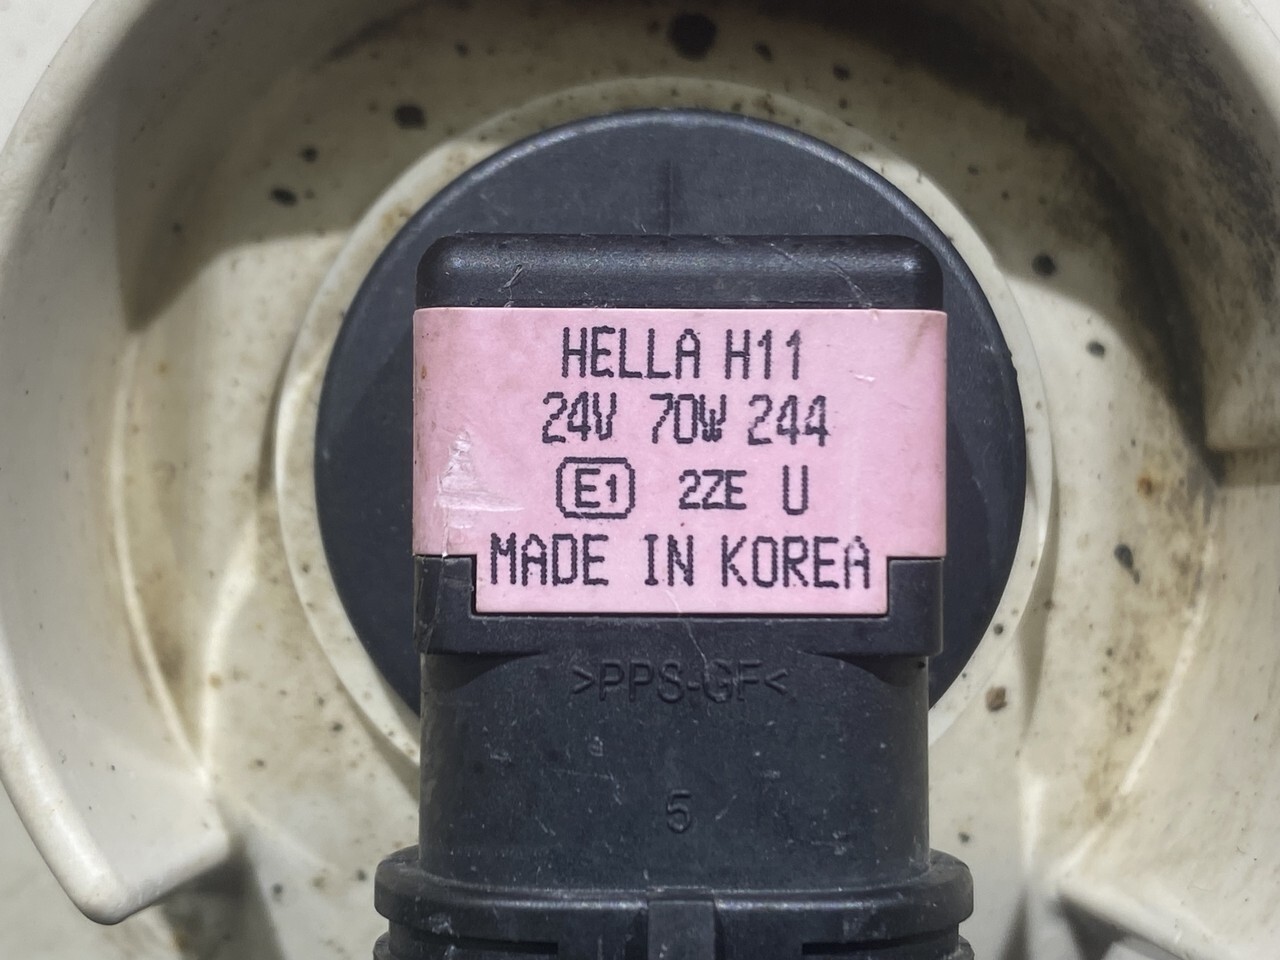 HELLA H11
24V 70W 244
E1 2ZE U
MADE IN KOREA
>PPS-GF<
5